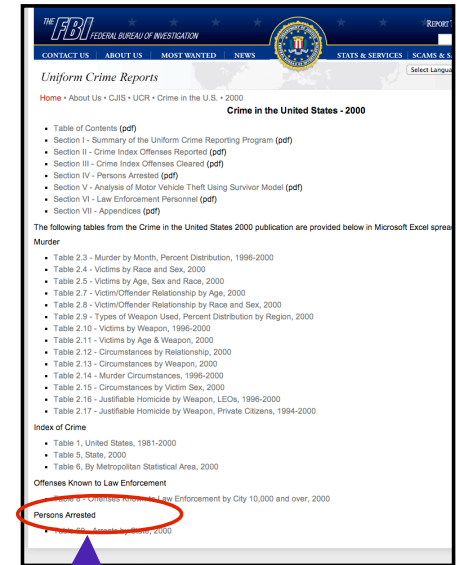 THE FBI FEDERAL BUREAU OF INVESTIGATION
REPORT
CONTACT US | ABOUT US | MOST WANTED | NEWS | STATS & SERVICES | SCAMS &
Uniform Crime Reports
Select
Home • About Us • CJIS • UCR • Crime in the U.S. • 2000
Crime in the United States - 2000
Table of Contents (pdf)
Section I - Summary of the Uniform Crime Reporting Program (pdf)
Section II - Crime Index Offenses Reported (pdf)
Section III - Crime Index Offenses Cleared (pdf)
Section IV - Persons Arrested (pdf)
Section V - Analysis of Motor Vehicle Theft Using Survivor Model (pdf)
Section VI - Law Enforcement Personnel (pdf)
Section VII - Appendices (pdf)
The following tables from the Crime in the United States 2000 publication are provided below in Microsoft Excel
Murder
Table 2.3 - Murder by Month, Percent Distribution, 1996-2000
Table 2.4 - Victims by Race and Sex, 2000
Table 2.5 - Victims by Age, Sex and Race, 2000
Table 2.7 - Victim/Offender Relationship by Age, 2000
Table 2.8 - Victim/Offender Relationship by Race and Sex, 2000
Table 2.9 - Types of Weapon Used, Percent Distribution by Region, 2000
Table 2.10 - Victims by Weapon, 1996-2000
Table 2.11 - Victims by Age & Weapon, 2000
Table 2.12 - Circumstances by Relationship, 2000
Table 2.13 - Circumstances by Weapon, 2000
Table 2.14 - Murder Circumstances, 1996-2000
Table 2.15 - Circumstances by Victim Sex, 2000
Table 2.16 - Justifiable Homicide by Weapon, LEOs, 1996-2000
Table 2.17 - Justifiable Homicide by Weapon, Private Citizens, 1994-2000
Index of Crime
Table 1, United States, 1981-2000
Table 5, State, 2000
Table 6, By Metropolitan Statistical Area, 2000
Offenses Known to Law Enforcement
Table 8 - Offenses Known to Law Enforcement by City 10,000 and over, 2000
Persons Arrested
Table 69 - Arrests by State, 2000